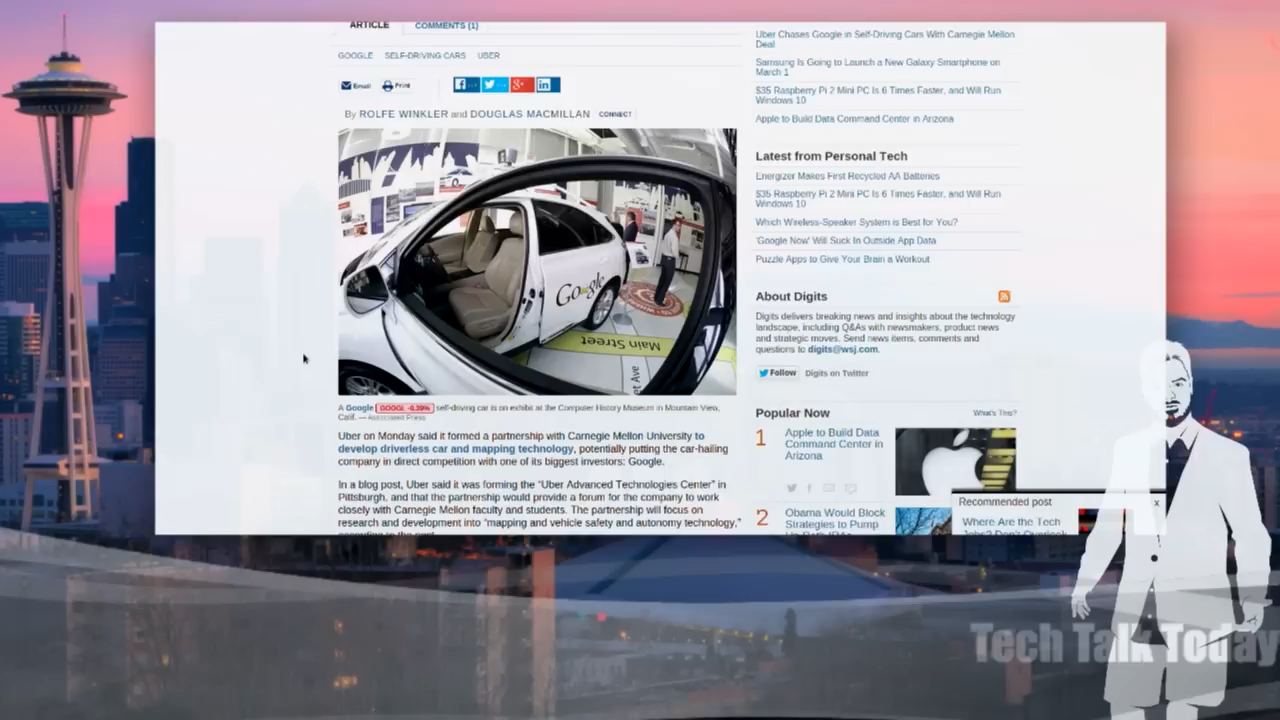 ARTICLE
COMMENTS (1)
GOOGLE SELF-DRIVING CARS UBER
Email Print
By ROLFE WINKLER and DOUGLAS MACMILLAN CONNECT
Google
Main Street
A Google GOOGL -0.39% self-driving car is on exhibit at the Computer History Museum in Mountain View,
Calif. — Associated Press
Uber on Monday said it formed a partnership with Carnegie Mellon University to
develop driverless car and mapping technology, potentially putting the car-hailing
company in direct competition with one of its biggest investors: Google.
In a blog post, Uber said it was forming the “Uber Advanced Technologies Center” in
Pittsburgh, and that the partnership would provide a forum for the company to work
closely with Carnegie Mellon faculty and students. The partnership will focus on
research and development into “mapping and vehicle safety and autonomy technology,”
Uber Chases Google in Self-Driving Cars With Carnegie Mellon
Deal
Samsung Is Going to Launch a New Galaxy Smartphone on
March 1
$35 Raspberry Pi 2 Mini PC Is 6 Times Faster, and Will Run
Windows 10
Apple to Build Data Command Center in Arizona
Latest from Personal Tech
Energizer Makes First Recycled AA Batteries
$35 Raspberry Pi 2 Mini PC Is 6 Times Faster, and Will Run
Windows 10
Which Wireless-Speaker System is Best for You?
'Google Now' Will Suck In Outside App Data
Puzzle Apps to Give Your Brain a Workout
About Digits
Digits delivers breaking news and insights about the technology
landscape, including Q&As with newsmakers, product news
and strategic moves. Send news items, comments and
questions to digits@wsj.com.
Follow Digits on Twitter
Popular Now What's This?
1 Apple to Build Data
Command Center in
Arizona
2 Obama Would Block
Strategies to Pump
Recommended post x
Where Are the Tech
Jobs? Don't Overlook
Tech Talk Today